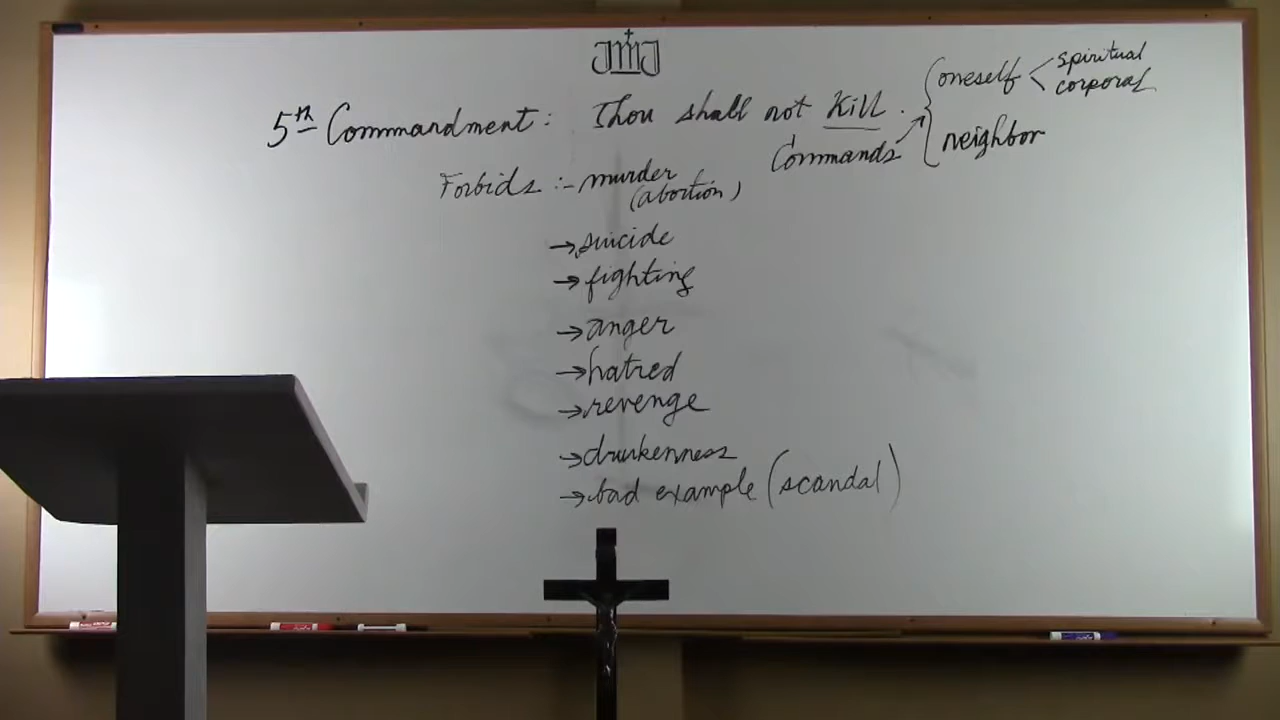 JMJ
5th Commandment: Thou shall not Kill.
Commands
oneself
spiritual
corporal
neighbor
Forbids :- murder
(abortion)
→ suicide
→ fighting
→ anger
→ hatred
→ revenge
→ drunkenness
→ bad example (scandal)